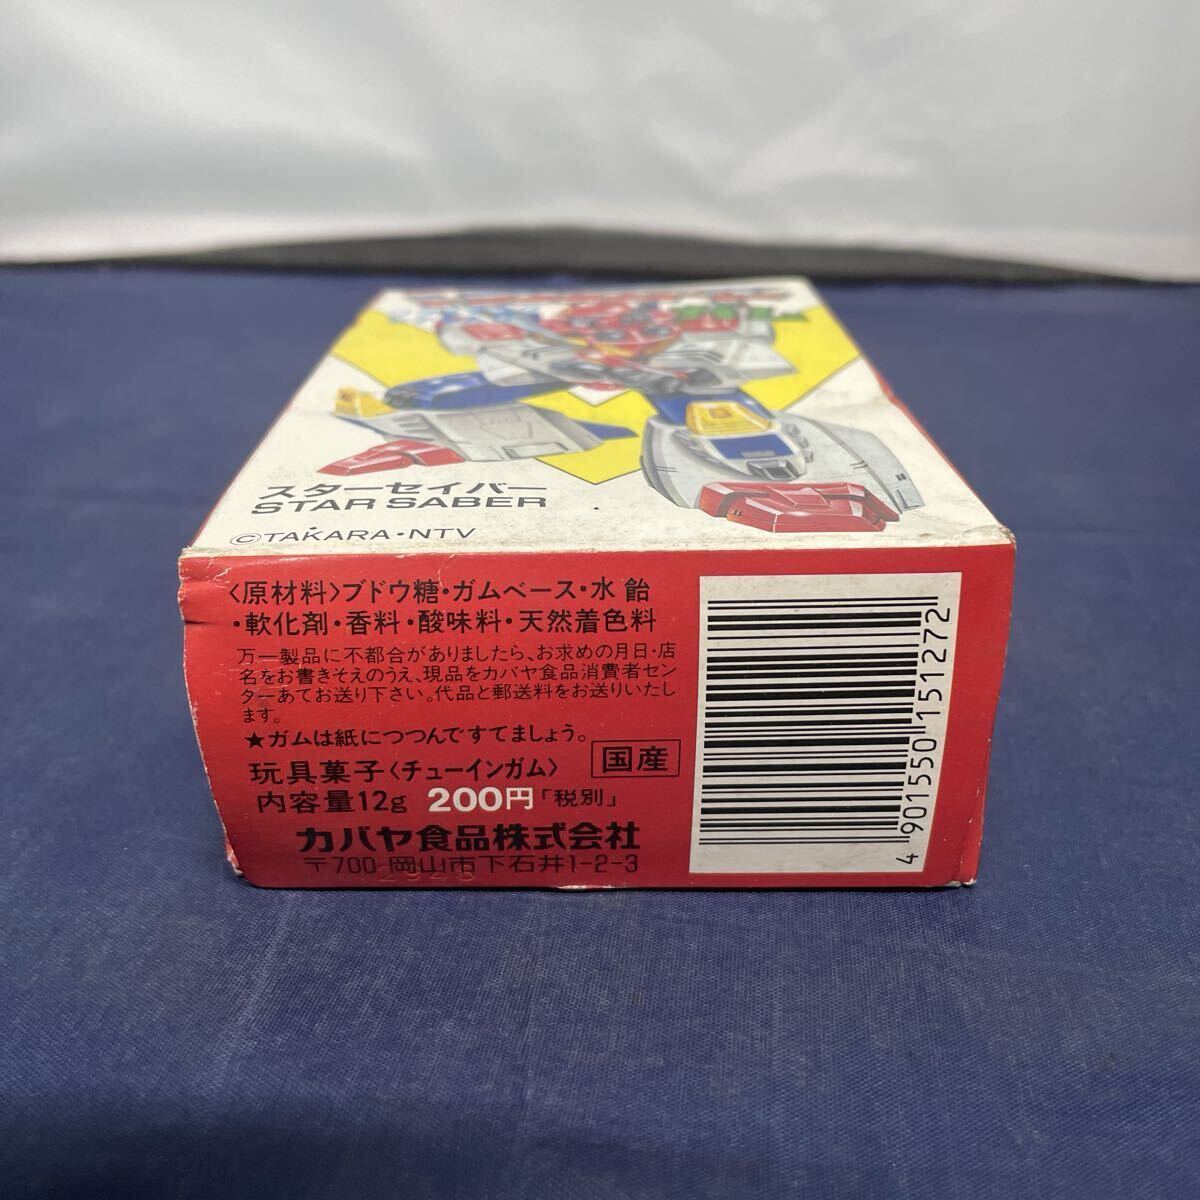 スターセイバー
STAR SABER
©TAKARA・NTV
〈原材料〉ブドウ糖・ガムベース・水飴
・軟化剤・香料・酸味料・天然着色料
万一製品に不都合がありましたら、お求めの月日・店
名をお書きそえのうえ、現品をカバヤ食品消費者セン
ターあてお送り下さい。代品と郵送料をお送りいたし
ます。
★ガムは紙につつんですてましょう。
玩具菓子〈チューインガム〉 国産
内容量12g 200円「税別」
カバヤ食品株式会社
〒700 岡山市下石井1-2-3
4 901550 151272